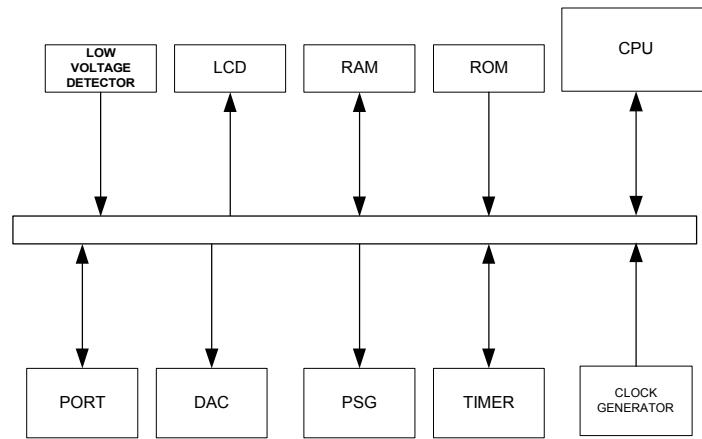 LOW
VOLTAGE
DETECTOR
LCD
RAM
ROM
CPU
PORT
DAC
PSG
TIMER
CLOCK
GENERATOR